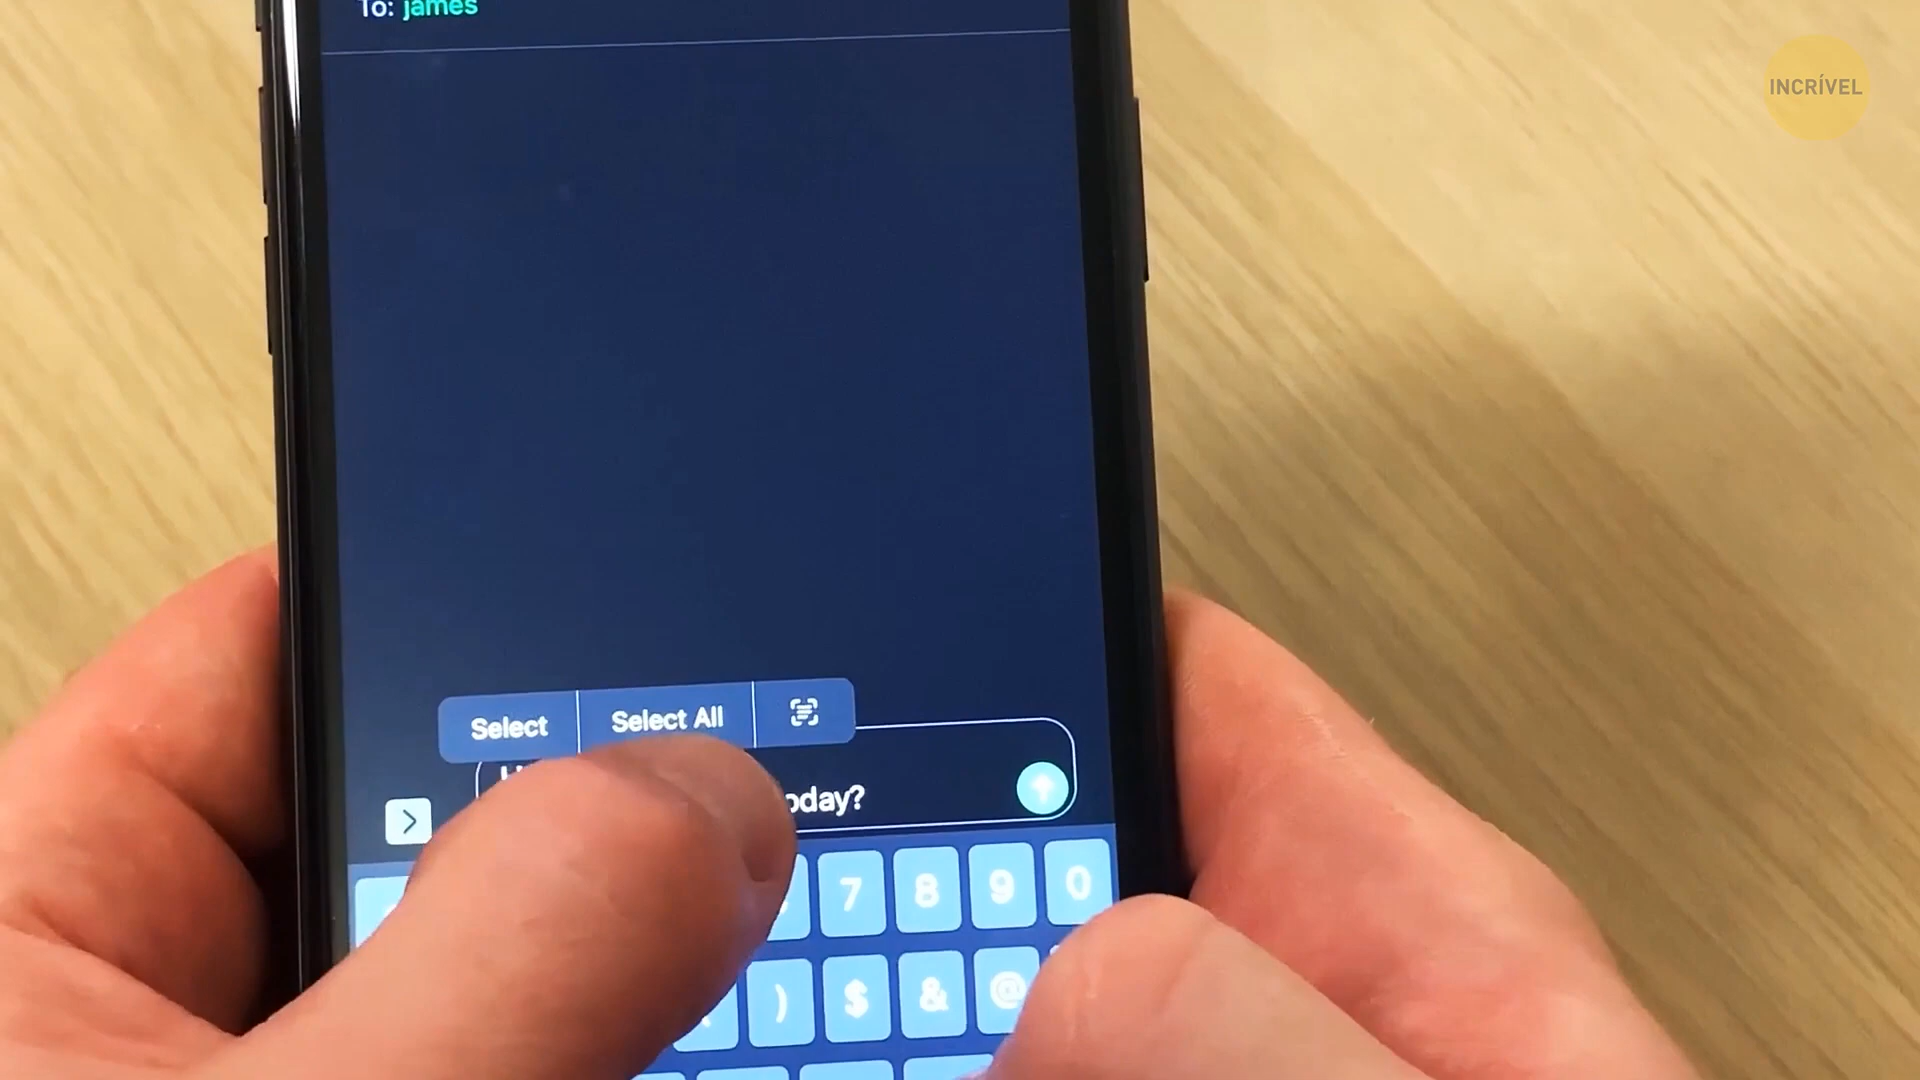 To: james
INCRÍVEL
Select
Select All
oday?
7 8 9 0
) $ & @